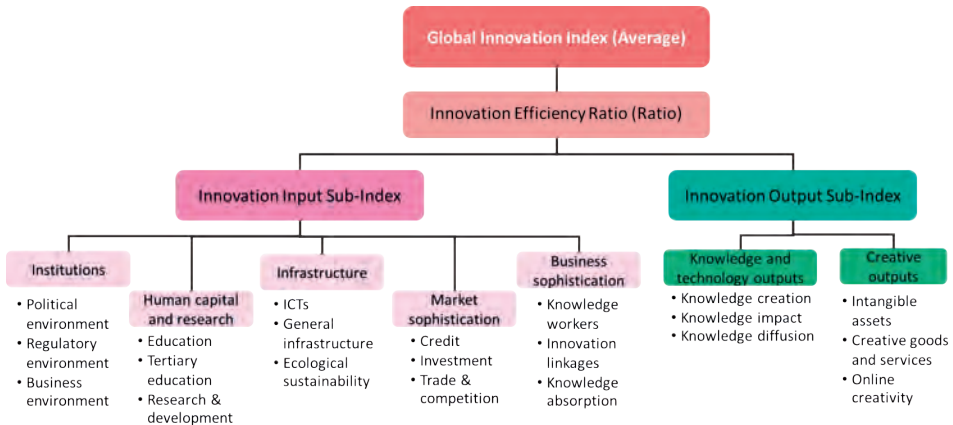 Global Innovation Index (Average)
Innovation Efficiency Ratio (Ratio)
Innovation Input Sub-Index
Innovation Output Sub-Index
Institutions
• Political
environment
• Regulatory
environment
• Business
environment
Human capital
and research
• Education
• Tertiary
education
• Research &
development
Infrastructure
• ICTs
• General
infrastructure
• Ecological
sustainability
Market
sophistication
• Credit
• Investment
• Trade &
competition
Business
sophistication
• Knowledge
workers
• Innovation
linkages
• Knowledge
absorption
Knowledge and
technology outputs
• Knowledge creation
• Knowledge impact
• Knowledge diffusion
Creative
outputs
• Intangible
assets
• Creative goods
and services
• Online
creativity